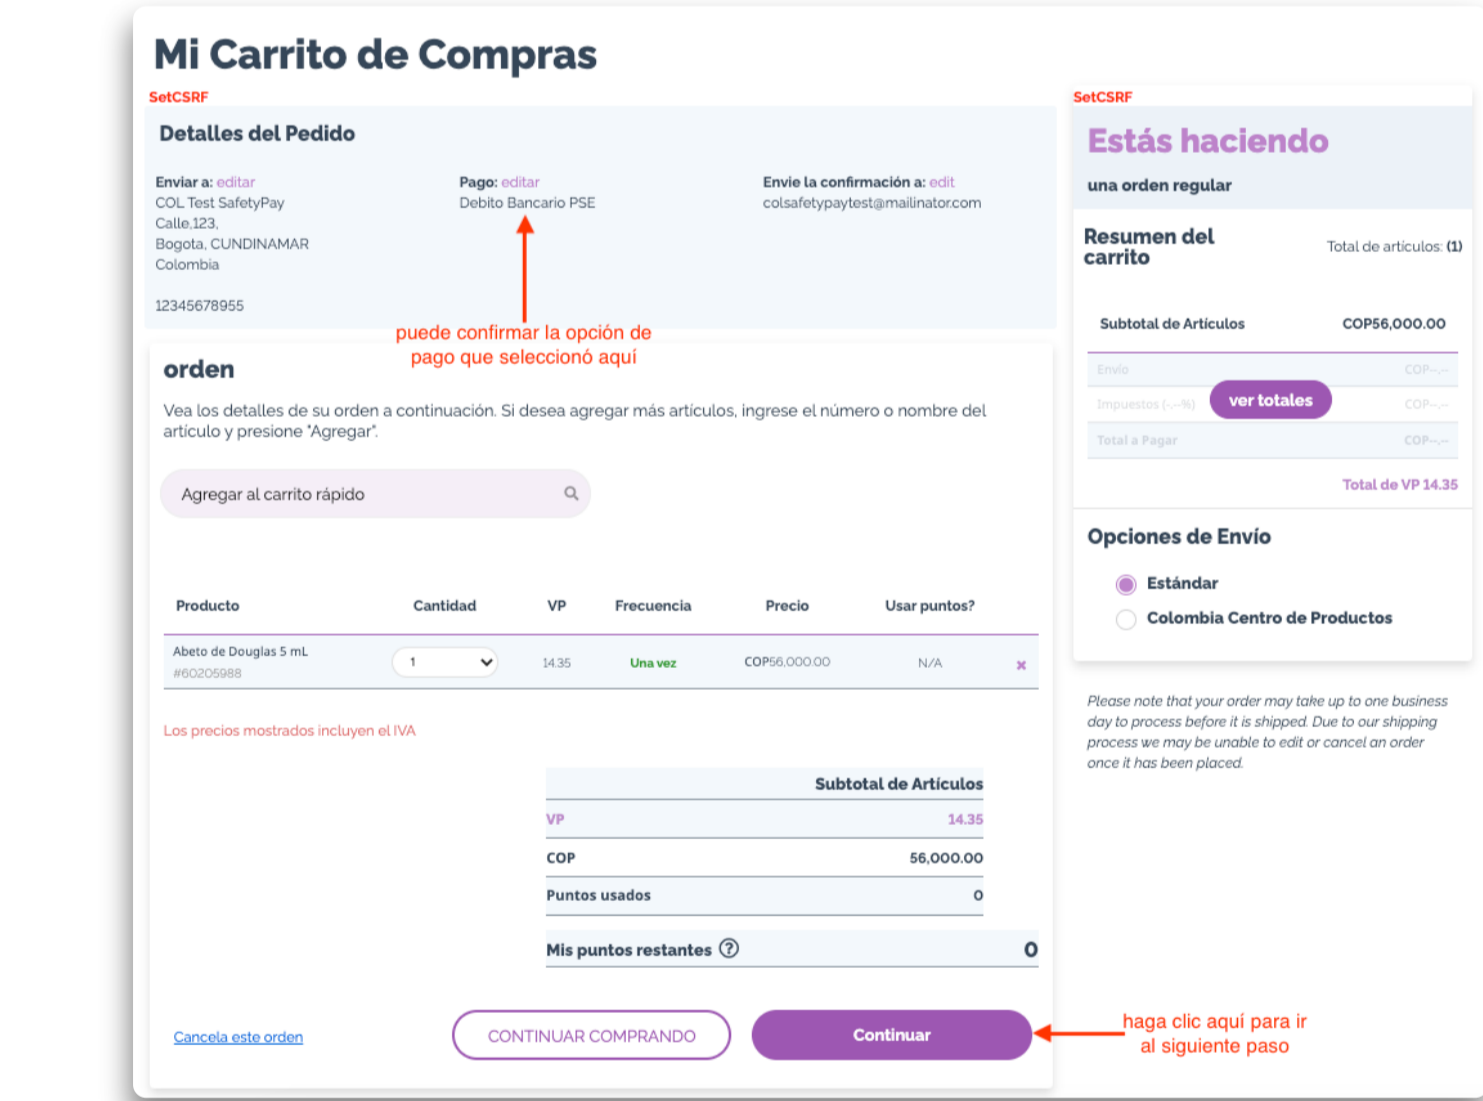 Mi Carrito de Compras
SetCSRF
Detalles del Pedido
Enviar a: editar
COL Test SafetyPay
Calle,123,
Bogota, CUNDINAMAR
Colombia
12345678955
Pago: editar
Debito Bancario PSE
Envie la confirmación a: edit
colsafetypaytest@mailinator.com
puede confirmar la opción de
pago que seleccionó aquí
orden
Vea los detalles de su orden a continuación. Si desea agregar más artículos, ingrese el número o nombre del
artículo y presione "Agregar".
Agregar al carrito rápido
Producto Cantidad VP Frecuencia Precio Usar puntos?
Abeto de Douglas 5 mL
#60205988
1 14.35 Una vez COP56,000.00 N/A x
Los precios mostrados incluyen el IVA
Subtotal de Artículos
VP 14.35
COP 56,000.00
Puntos usados 0
Mis puntos restantes ? 0
Cancela este orden
CONTINUAR COMPRANDO
Continuar
haga clic aquí para ir
al siguiente paso
SetCSRF
Estás haciendo
una orden regular
Resumen del
carrito
Total de artículos: (1)
Subtotal de Artículos COP56,000.00
Envío COP--.--
Impuestos (-.--%) COP--.--
ver totales
Total a Pagar COP--.--
Total de VP 14.35
Opciones de Envío
Estándar
Colombia Centro de Productos
Please note that your order may take up to one business
day to process before it is shipped. Due to our shipping
process we may be unable to edit or cancel an order
once it has been placed.